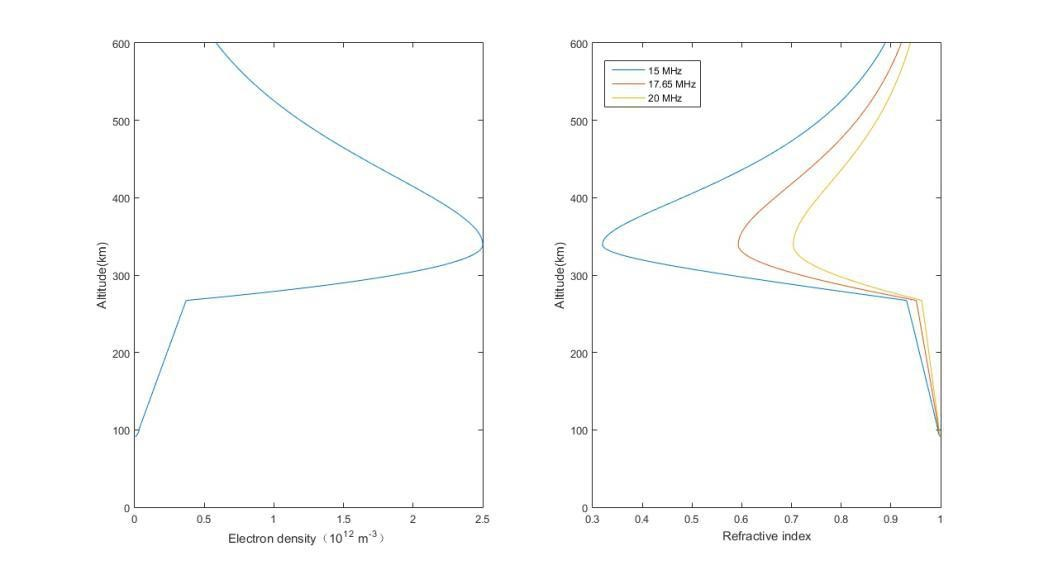 600
500
400
300
200
100
0
Altitude(km)
0 0.5 1 1.5 2 2.5
Electron density（10^12 m^-3）
600
500
400
300
200
100
0
Altitude(km)
15 MHz
17.65 MHz
20 MHz
0.3 0.4 0.5 0.6 0.7 0.8 0.9 1
Refractive index